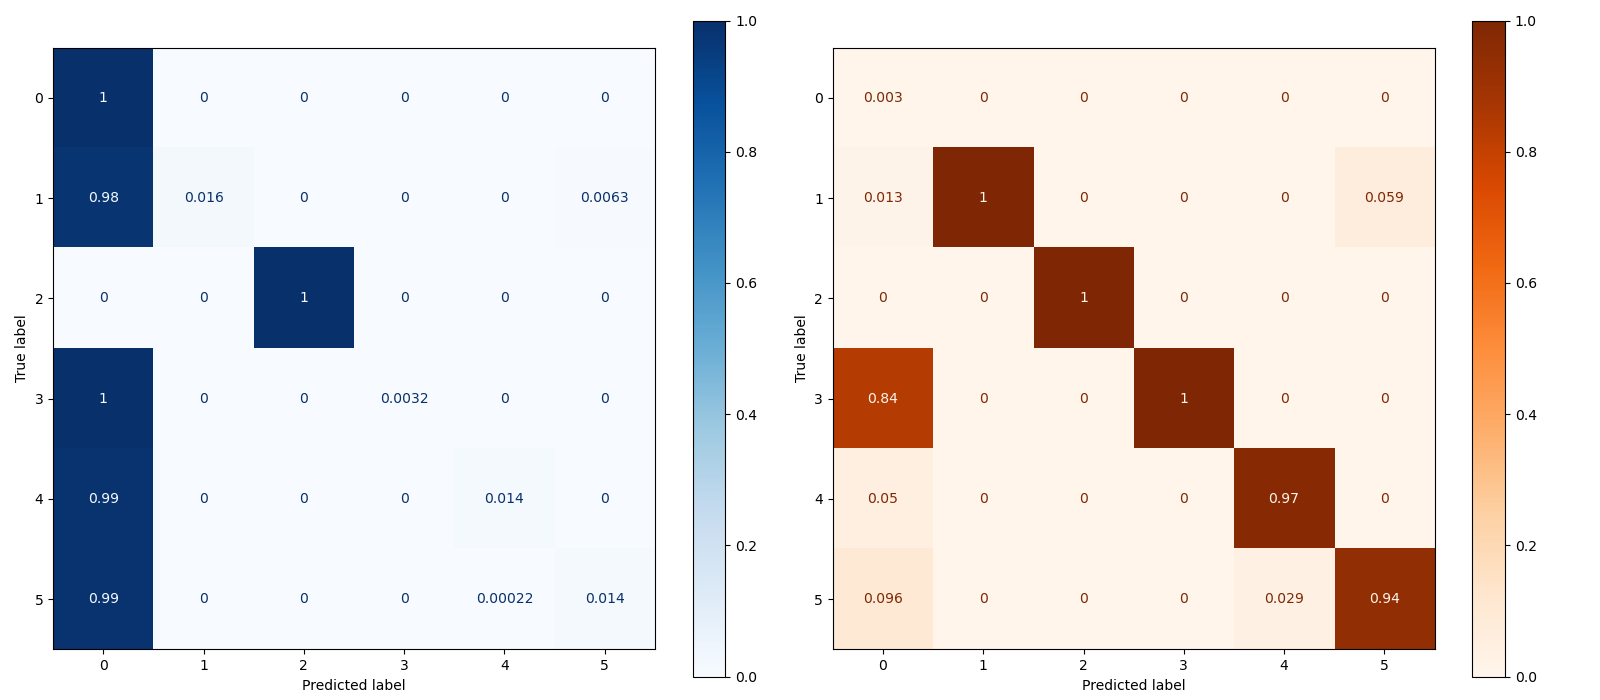 1.0 1.0
0 1 0 0 0 0 0 0 0.003 0 0 0 0 0
0.8 0.8
1 0.98 0.016 0 0 0 0.0063 1 0.013 1 0 0 0 0.059
0.6 0.6
2 0 0 1 0 0 0 2 0 0 1 0 0 0
True label True label
3 1 0 0 0.0032 0 0 3 0.84 0 0 1 0 0
0.4 0.4
4 0.99 0 0 0 0.014 0 4 0.05 0 0 0 0.97 0
0.2 0.2
5 0.99 0 0 0 0.00022 0.014 5 0.096 0 0 0 0.029 0.94
0 1 2 3 4 5 0 1 2 3 4 5
0.0 0.0
Predicted label Predicted label